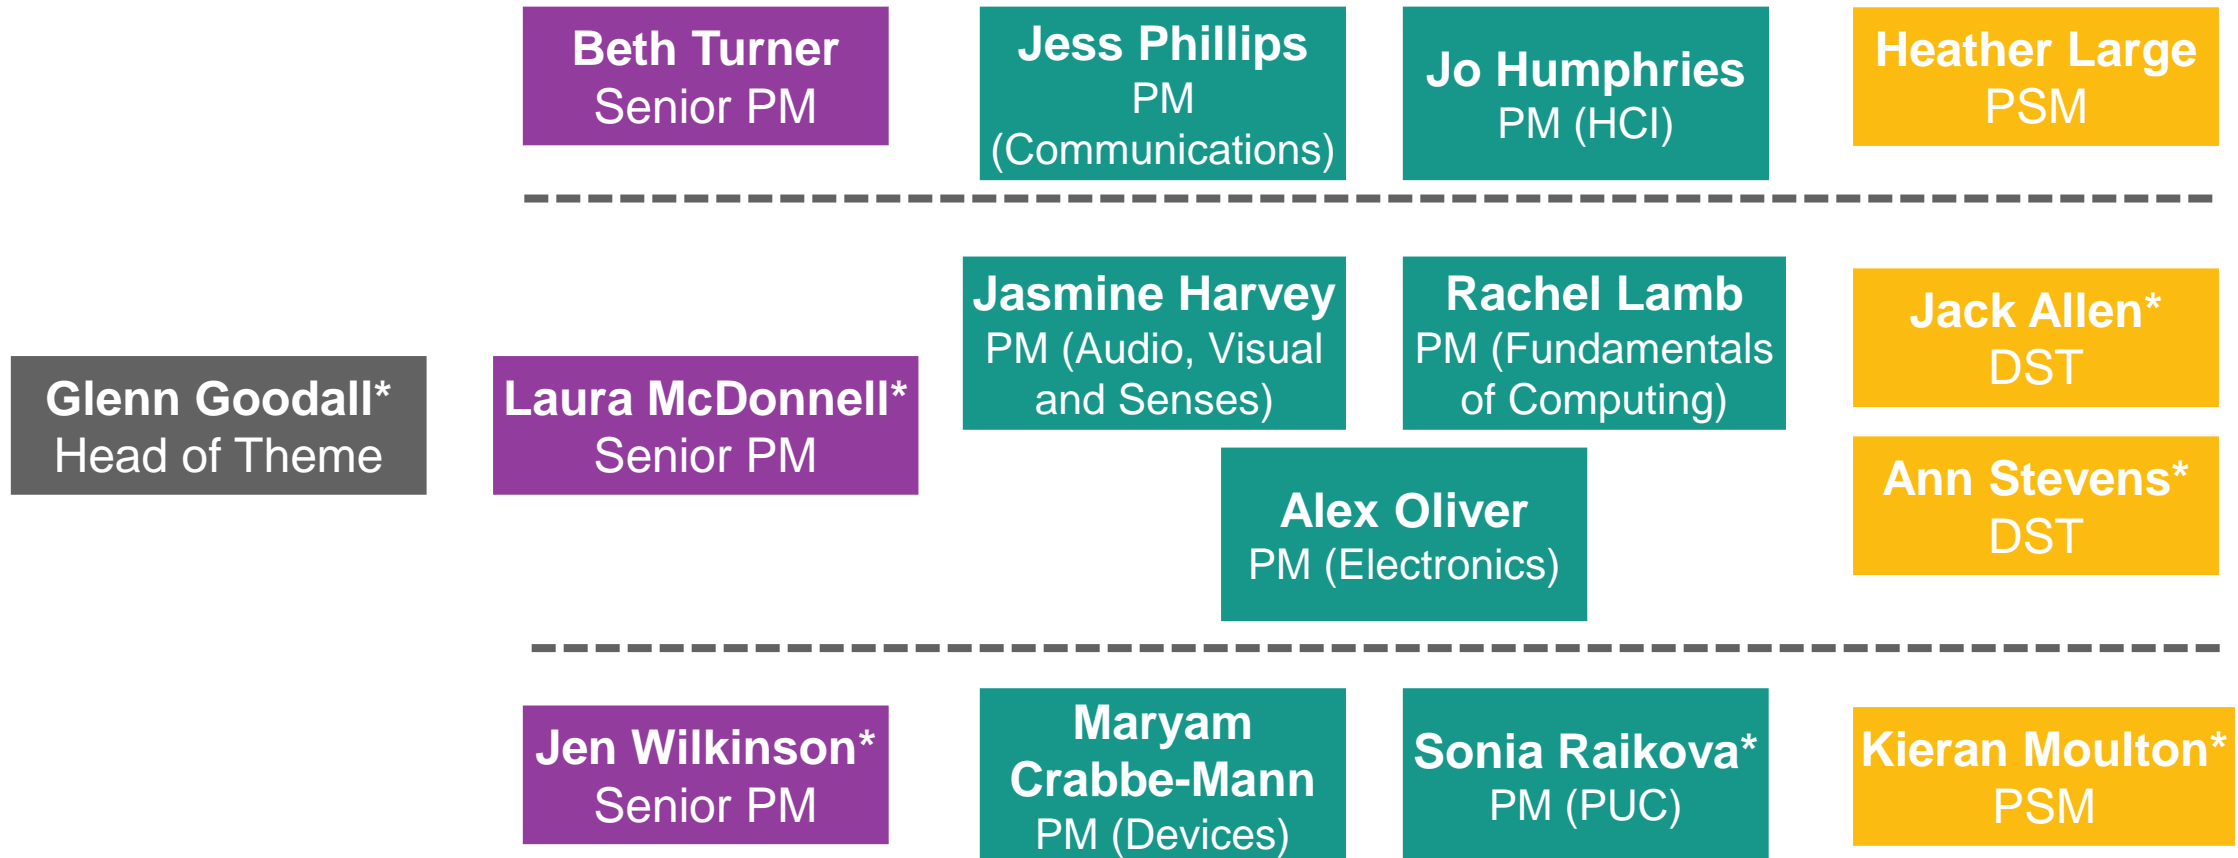 Beth Turner
Senior PM
Jess Phillips
PM
(Communications)
Jo Humphries
PM (HCI)
Heather Large
PSM
Glenn Goodall*
Head of Theme
Laura McDonnell*
Senior PM
Jasmine Harvey
PM (Audio, Visual
and Senses)
Rachel Lamb
PM (Fundamentals
of Computing)
Alex Oliver
PM (Electronics)
Jack Allen*
DST
Ann Stevens*
DST
Jen Wilkinson*
Senior PM
Maryam
Crabbe-Mann
PM (Devices)
Sonia Raikova*
PM (PUC)
Kieran Moulton*
PSM